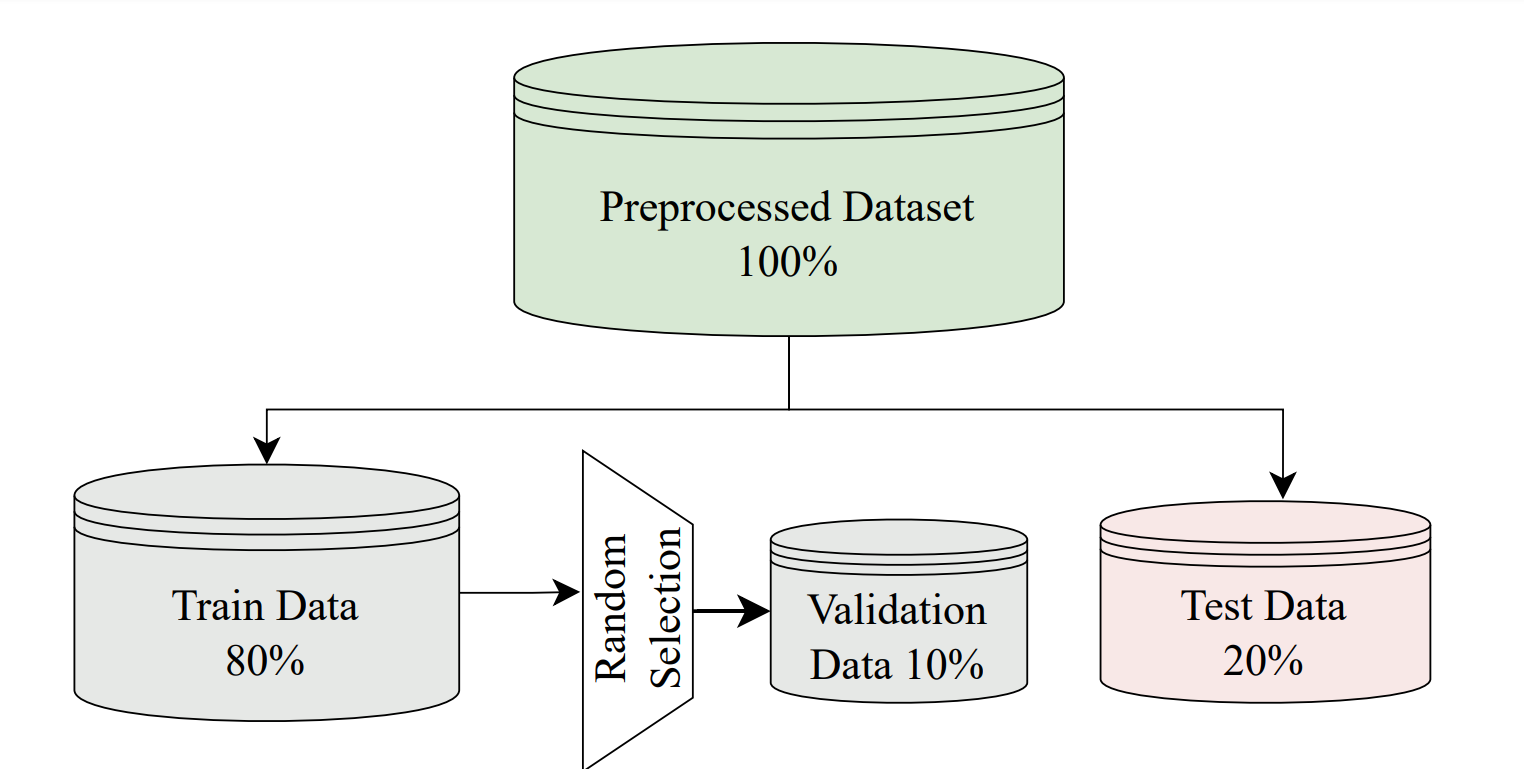 Preprocessed Dataset
100%
Train Data
80%
Random
Selection
Validation
Data 10%
Test Data
20%